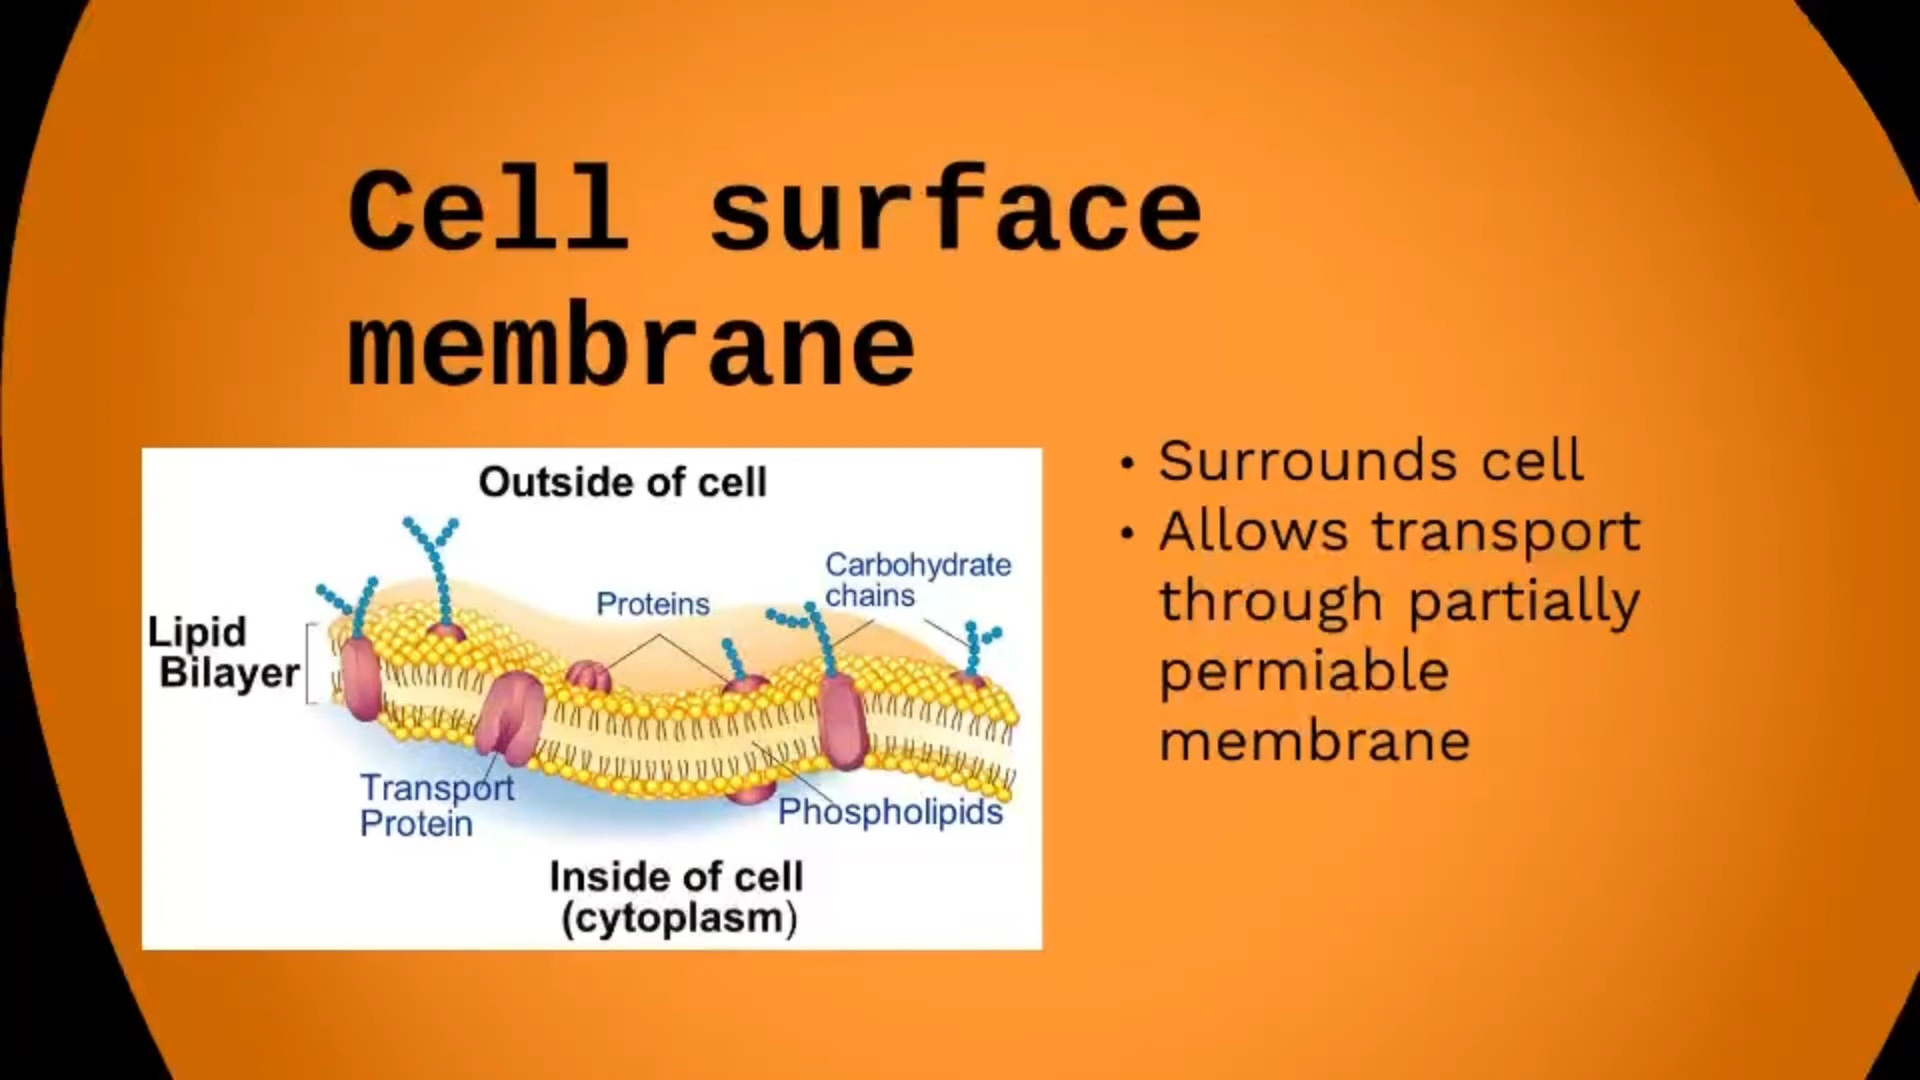 Cell surface
membrane
Outside of cell
Carbohydrate
chains
Proteins
Lipid
Bilayer
Transport
Protein
Phospholipids
Inside of cell
(cytoplasm)
• Surrounds cell
• Allows transport
through partially
permiable
membrane